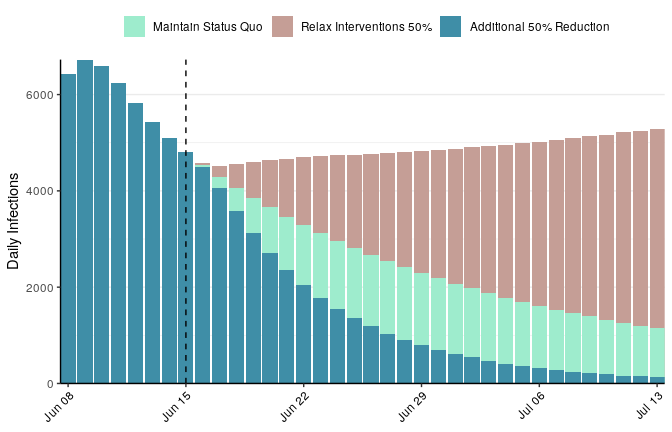 Maintain Status Quo Relax Interventions 50% Additional 50% Reduction
Daily Infections
6000
4000
2000
0
Jun 08 Jun 15 Jun 22 Jun 29 Jul 06 Jul 13